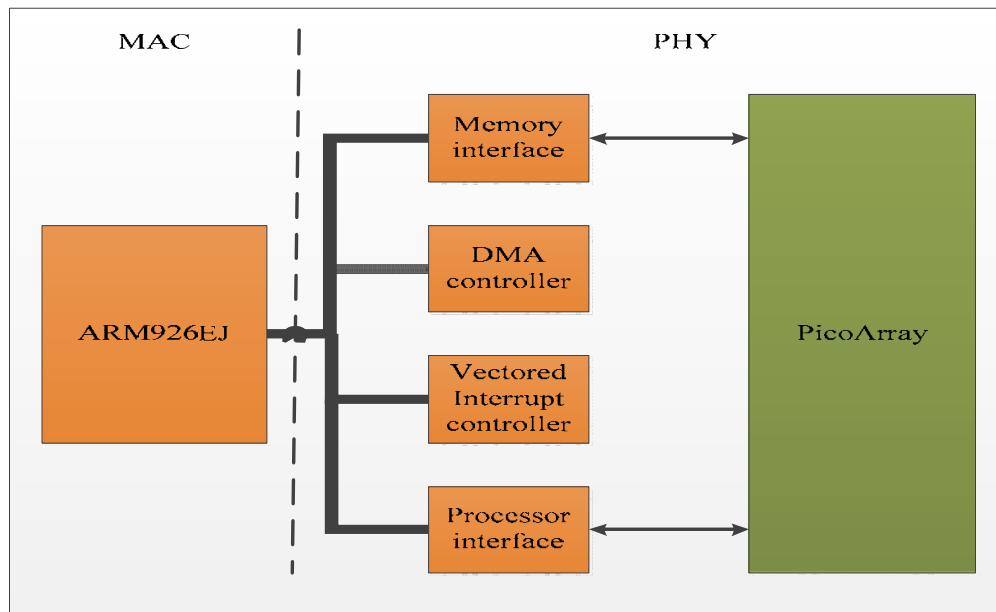 MAC
PHY
Memory
interface
DMA
controller
ARM926EJ
PicoArray
Vectored
Interrupt
controller
Processor
interface